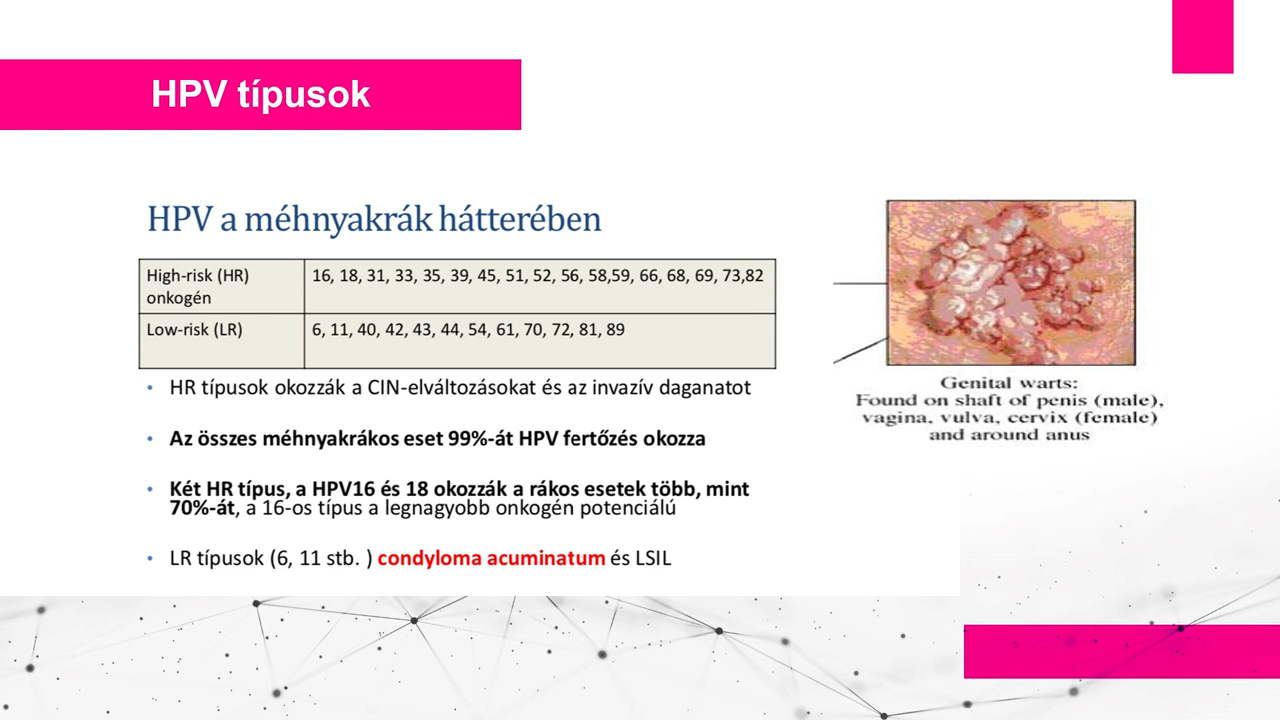 HPV típusok
HPV a méhnyakrák hátterében
High-risk (HR) 16, 18, 31, 33, 35, 39, 45, 51, 52, 56, 58,59, 66, 68, 69, 73,82
onkogén
Low-risk (LR) 6, 11, 40, 42, 43, 44, 54, 61, 70, 72, 81, 89
• HR típusok okozzák a CIN-elváltozásokat és az invazív daganatot
• Az összes méhnyakrákos eset 99%-át HPV fertőzés okozza
• Két HR típus, a HPV16 és 18 okozzák a rákos esetek több, mint
70%-át, a 16-os típus a legnagyobb onkogén potenciálú
• LR típusok (6, 11 stb. ) condyloma acuminatum és LSIL
Genital warts:
Found on shaft of penis (male),
vagina, vulva, cervix (female)
and around anus